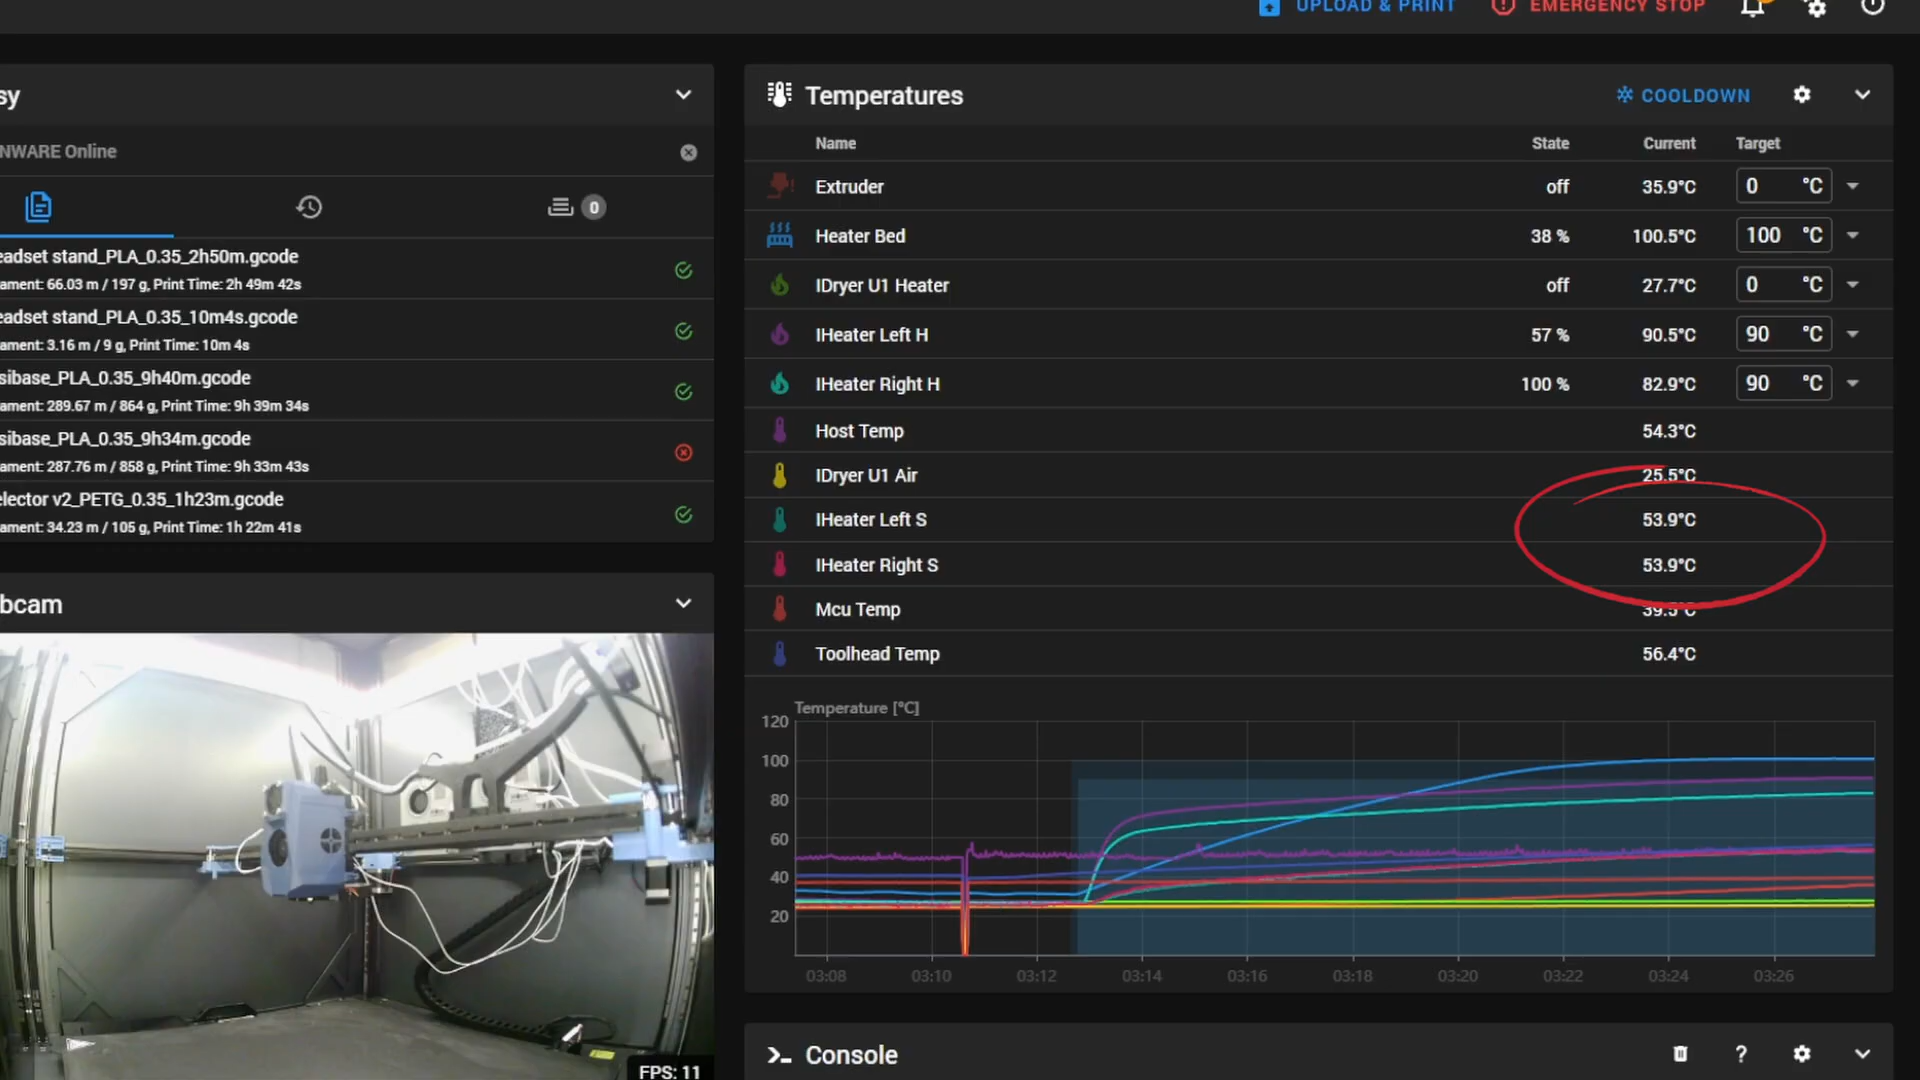 UPLOAD & PRINT
EMERGENCY STOP
sy
NWARE Online
0
eadset stand_PLA_0.35_2h50m.gcode
ament: 66.03 m / 197 g, Print Time: 2h 49m 42s
eadset stand_PLA_0.35_10m4s.gcode
ament: 3.16 m / 9 g, Print Time: 10m 4s
sibase_PLA_0.35_9h40m.gcode
ament: 289.67 m / 864 g, Print Time: 9h 39m 34s
sibase_PLA_0.35_9h34m.gcode
ament: 287.76 m / 858 g, Print Time: 9h 33m 43s
elector v2_PETG_0.35_1h23m.gcode
ament: 34.23 m / 105 g, Print Time: 1h 22m 41s
bcam
FPS: 11
Temperatures
COOLDOWN
Name State Current Target
Extruder off 35.9°C 0 °C
Heater Bed 38 % 100.5°C 100 °C
IDryer U1 Heater off 27.7°C 0 °C
IHeater Left H 57 % 90.5°C 90 °C
IHeater Right H 100 % 82.9°C 90 °C
Host Temp 54.3°C
IDryer U1 Air 25.5°C
IHeater Left S 53.9°C
IHeater Right S 53.9°C
Mcu Temp 39.5°C
Toolhead Temp 56.4°C
Temperature [°C]
120
100
80
60
40
20
03:08 03:10 03:12 03:14 03:16 03:18 03:20 03:22 03:24 03:26
Console
?